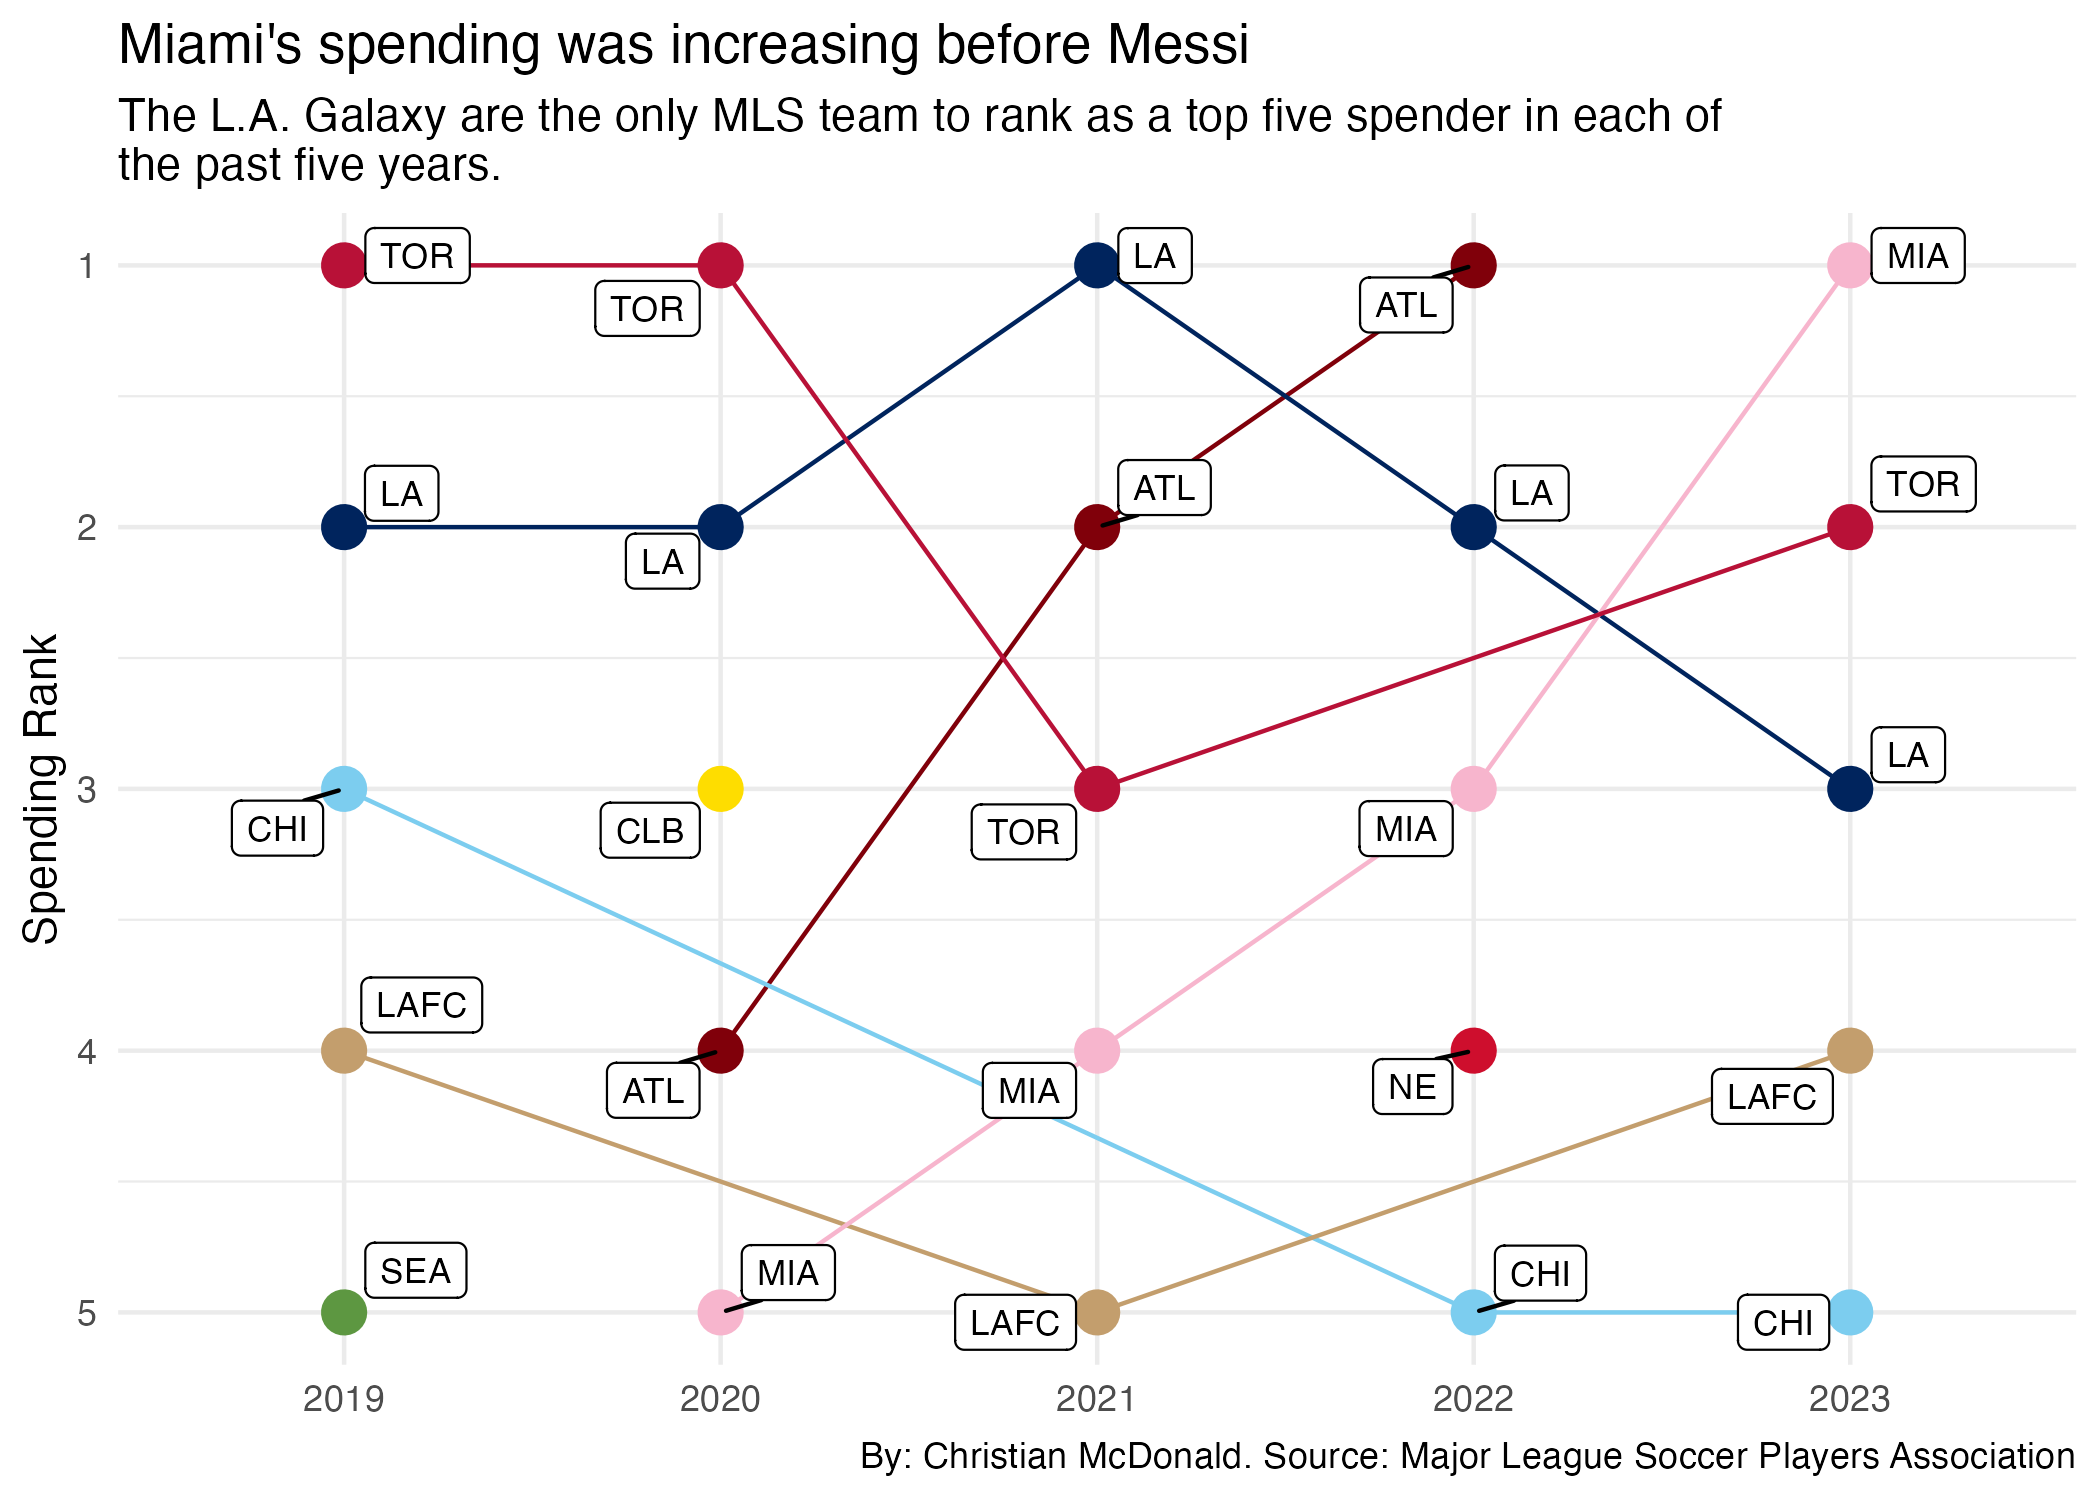 Miami's spending was increasing before Messi
The L.A. Galaxy are the only MLS team to rank as a top five spender in each of
the past five years.
Spending Rank
1
TOR
TOR
LA
ATL
MIA
2
LA
LA
ATL
LA
TOR
3
CHI
CLB
TOR
MIA
LA
4
LAFC
ATL
MIA
NE
LAFC
5
SEA
MIA
LAFC
CHI
CHI
2019
2020
2021
2022
2023
By: Christian McDonald. Source: Major League Soccer Players Association